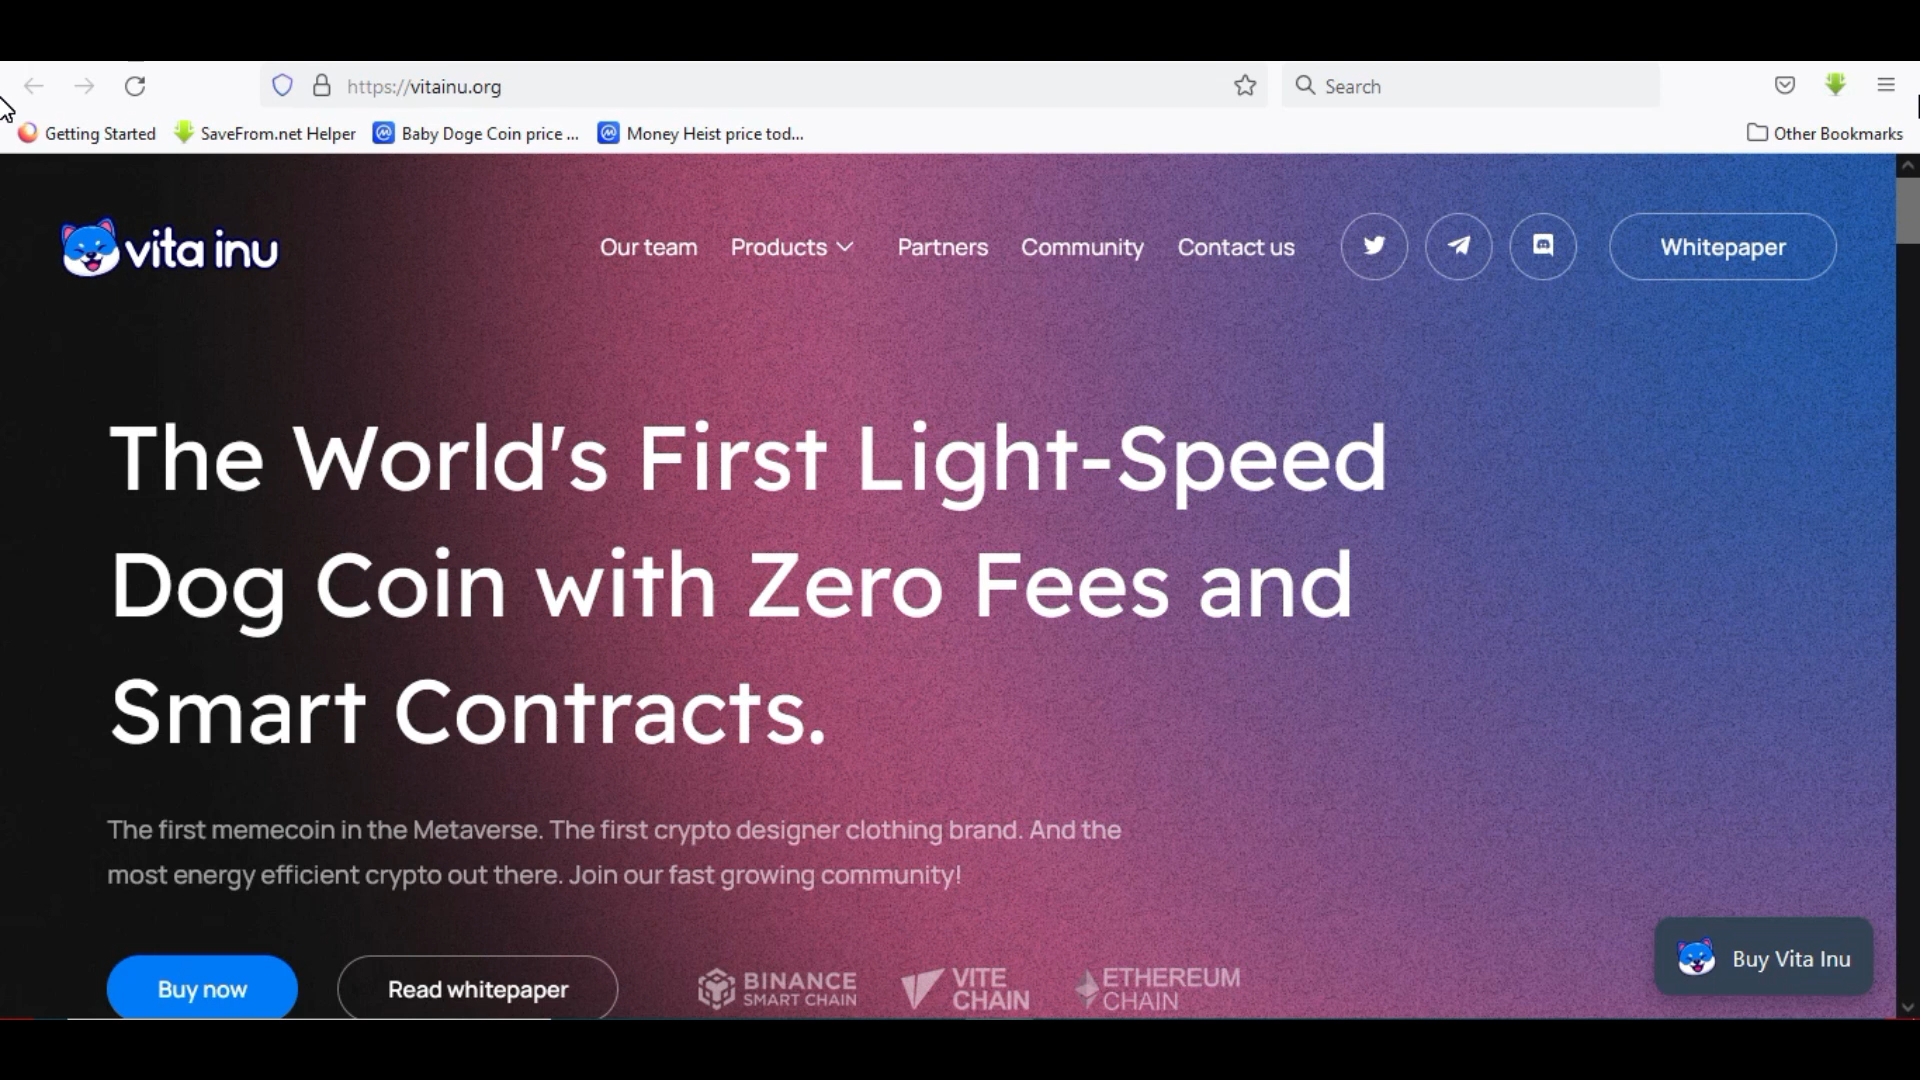 https://vitainu.org
Search
Getting Started
SaveFrom.net Helper
Baby Doge Coin price ...
Money Heist price tod...
Other Bookmarks
vita inu
Our team
Products
Partners
Community
Contact us
Whitepaper
The World's First Light-Speed
Dog Coin with Zero Fees and
Smart Contracts.
The first memecoin in the Metaverse. The first crypto designer clothing brand. And the
most energy efficient crypto out there. Join our fast growing community!
Buy now
Read whitepaper
BINANCE
SMART CHAIN
VITE
CHAIN
ETHEREUM
CHAIN
Buy Vita Inu